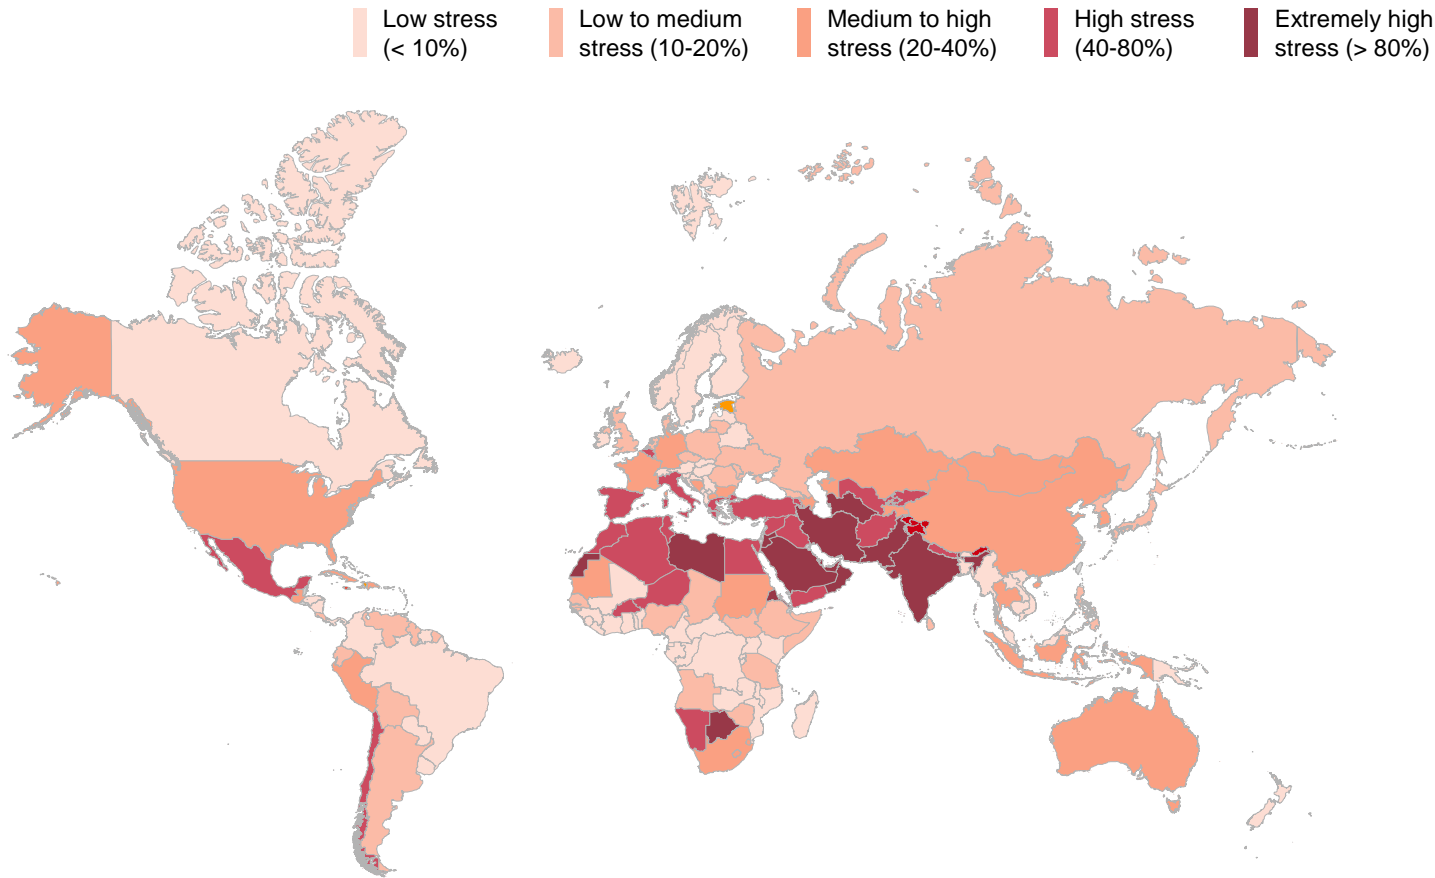 Low stress
(< 10%)
Low to medium
stress (10-20%)
Medium to high
stress (20-40%)
High stress
(40-80%)
Extremely high
stress (> 80%)